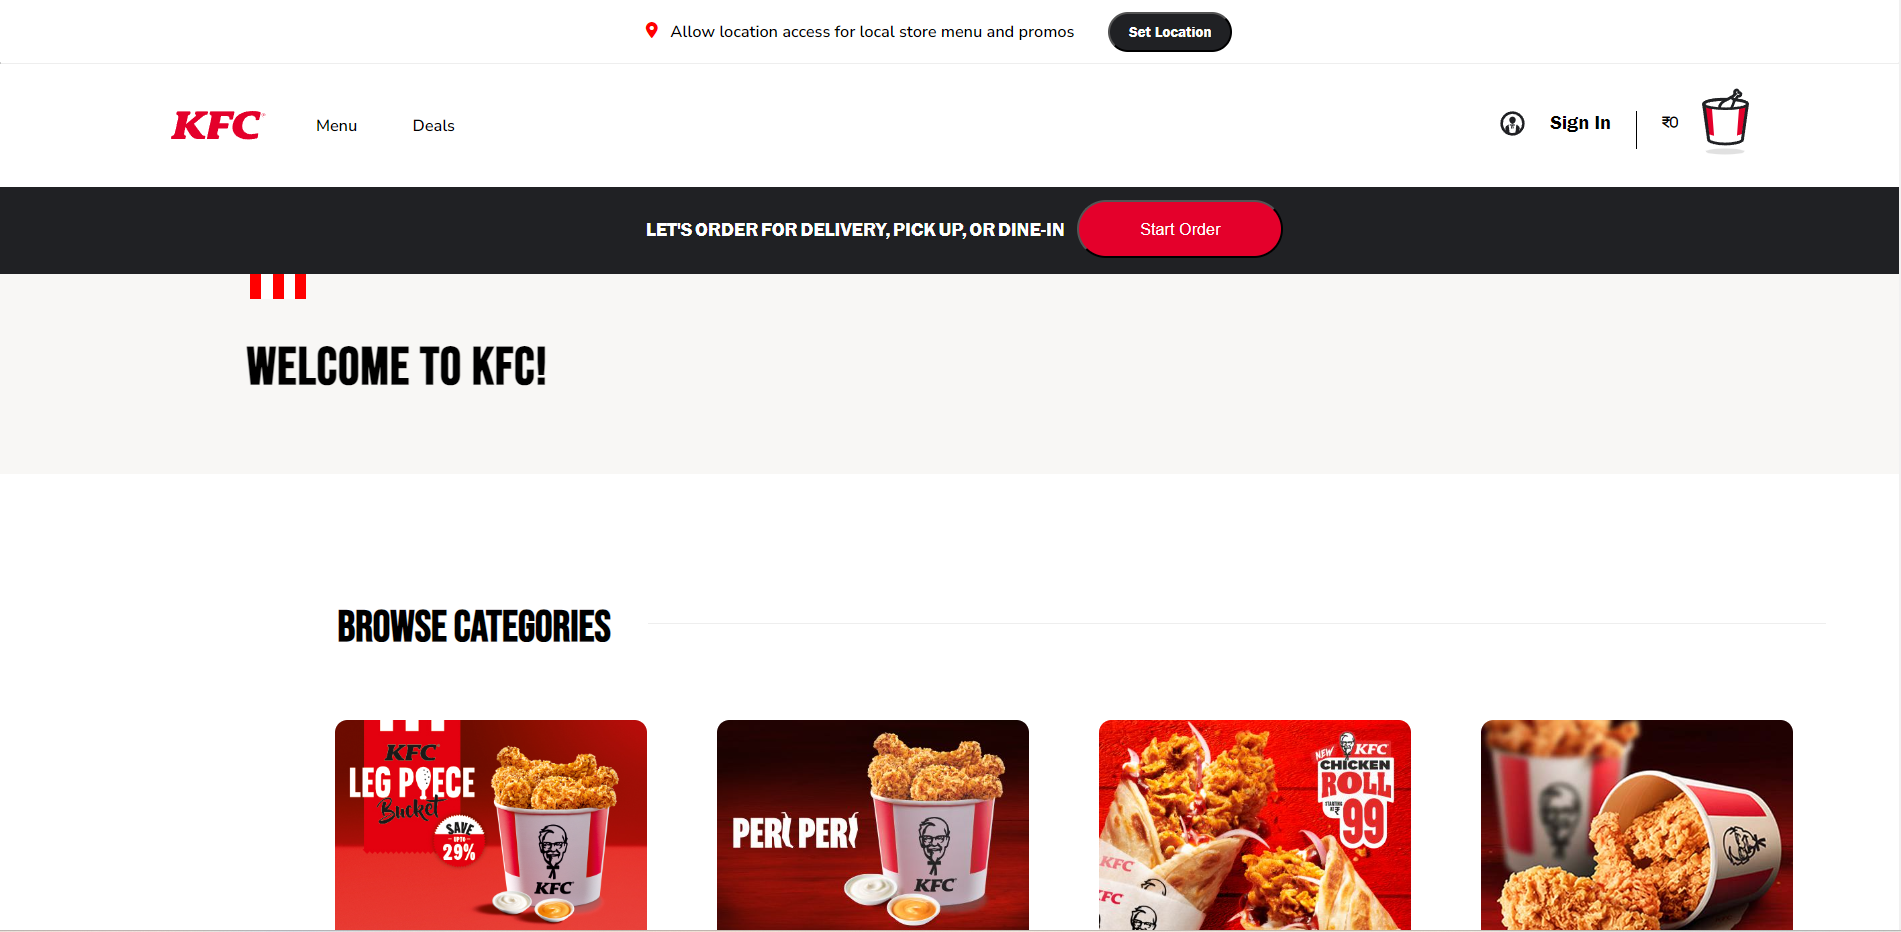 Allow location access for local store menu and promos
Set Location
KFC
Menu
Deals
Sign In
₹0
LET'S ORDER FOR DELIVERY, PICK UP, OR DINE-IN
Start Order
WELCOME TO KFC!
BROWSE CATEGORIES
KFC
LEG PIECE
Bucket
SAVE
UPTO
29%
KFC
PERI PERI
KFC
NEW
KFC
CHICKEN
ROLL
STARTING
AT ₹
99
KFC
KFC